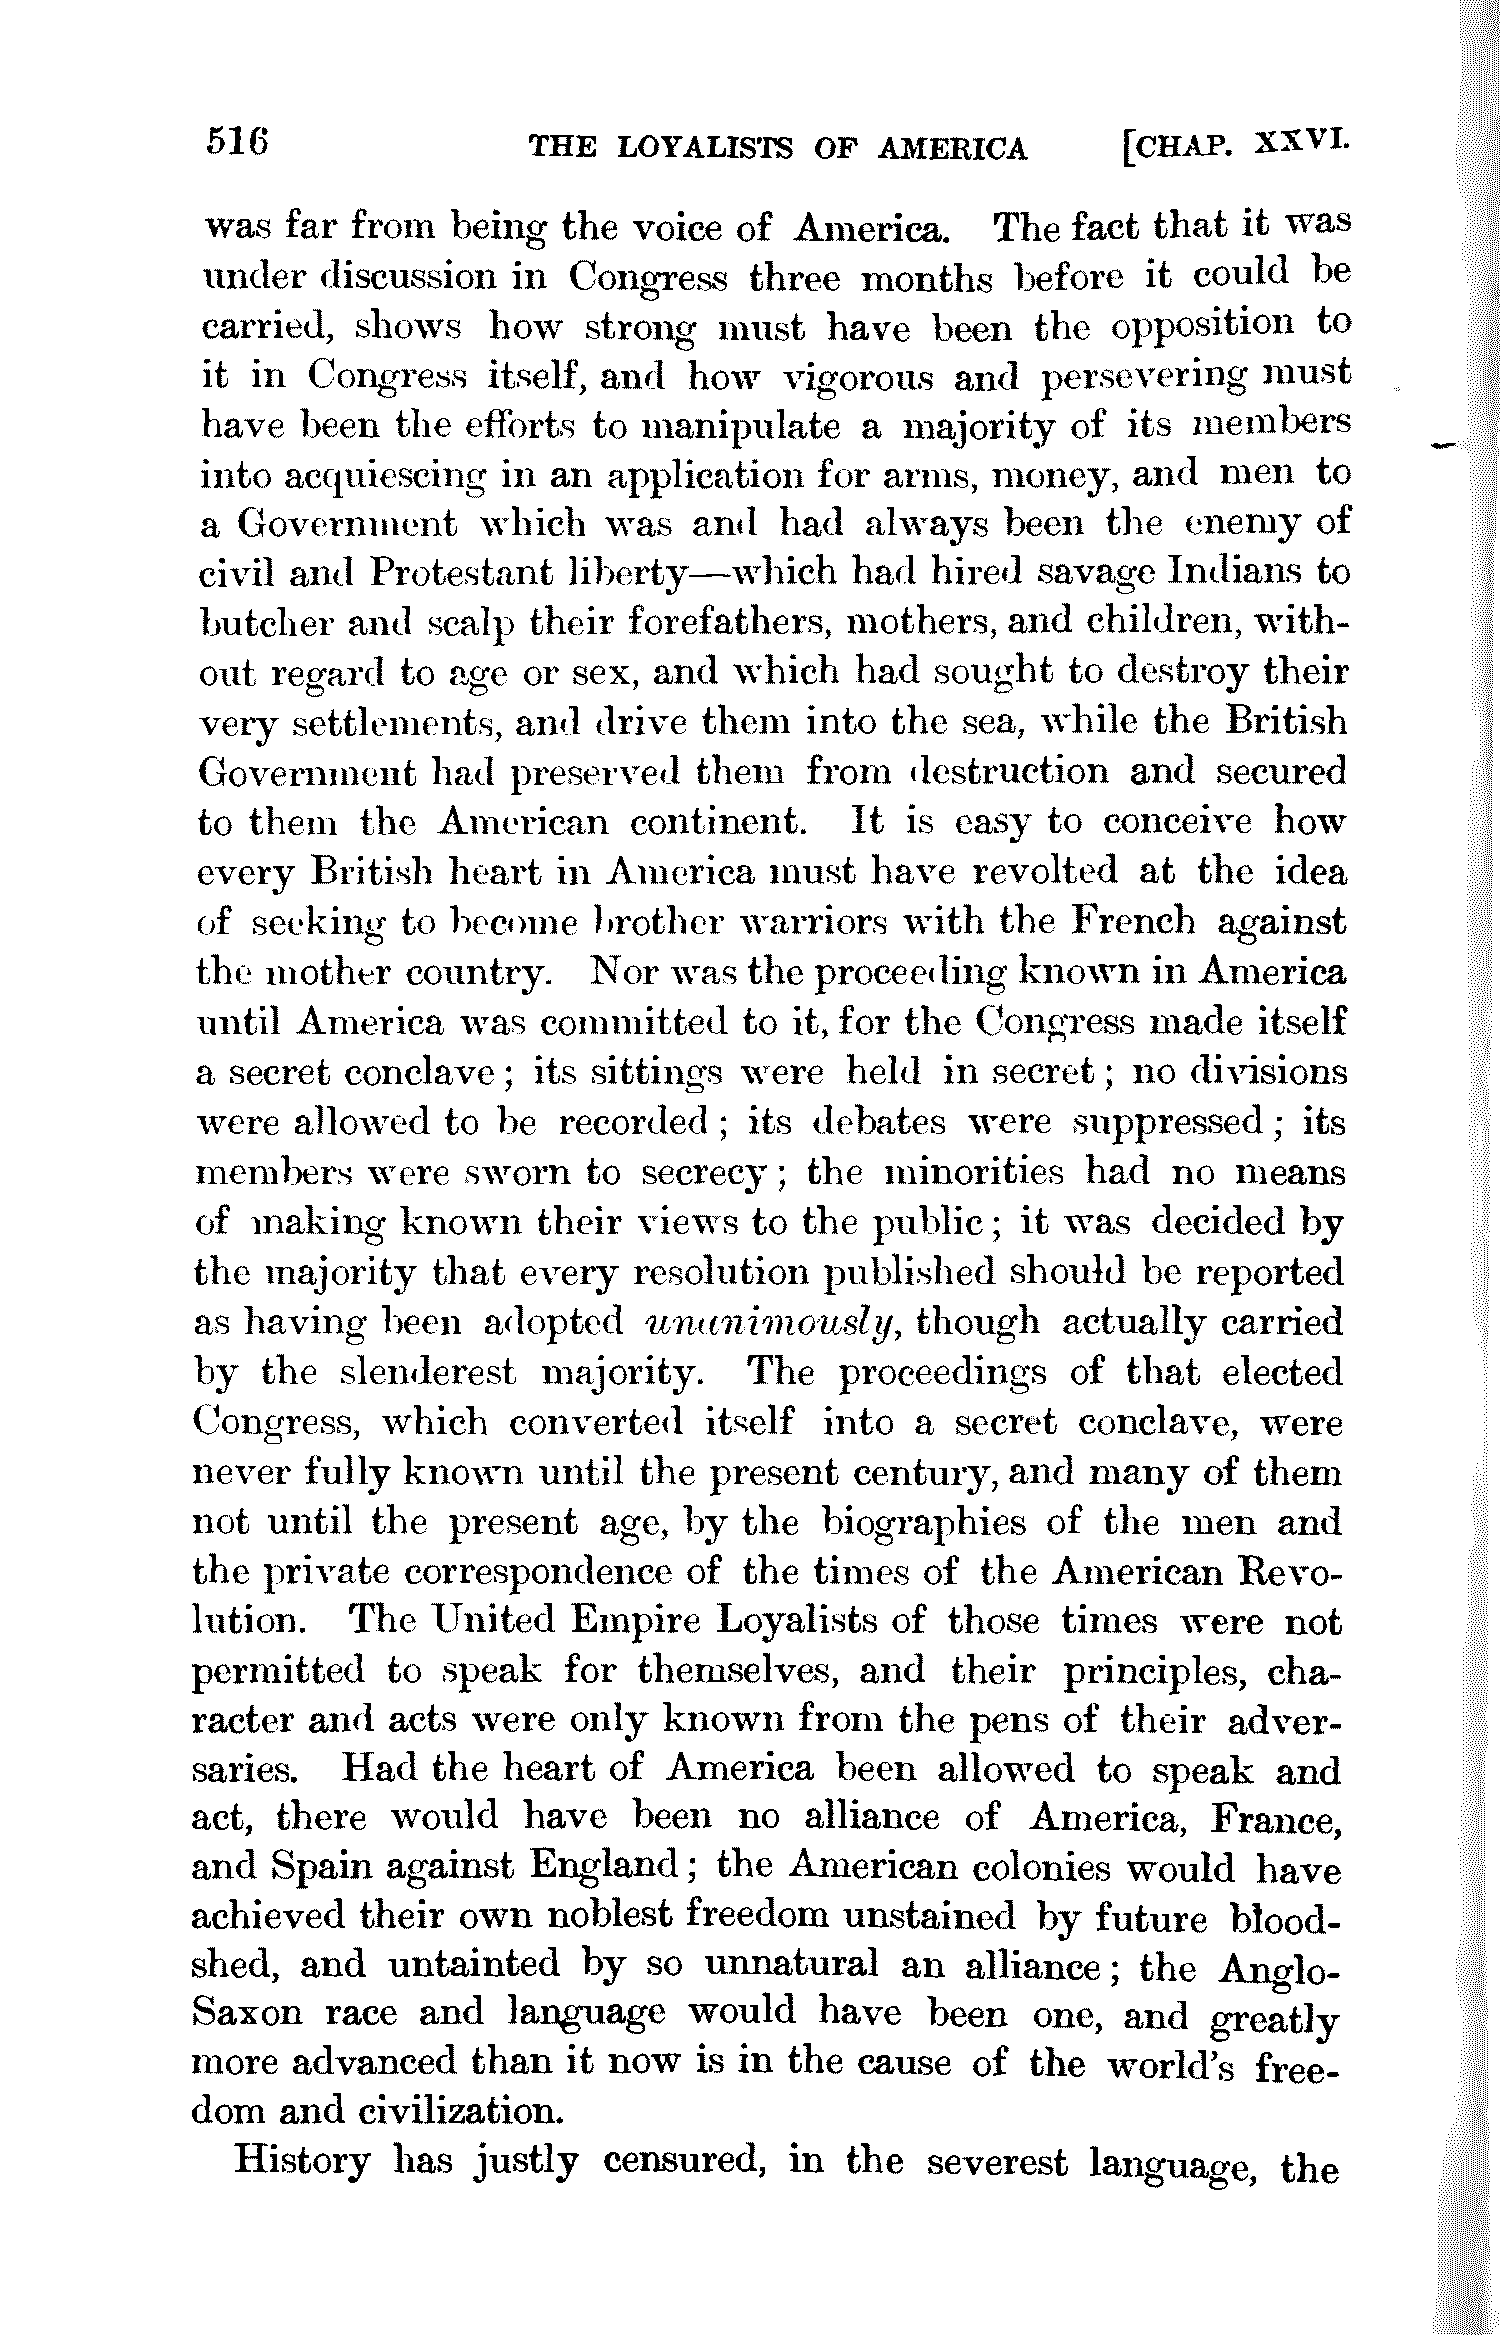 516 THE LOYALISTS OF AMERICA [CHAP. XXVI.
was far from being the voice of America. The fact that it was
under discussion in Congress three months before it could be
carried, shows how strong must have been the opposition to
it in Congress itself, and how vigorous and persevering must
have been the efforts to manipulate a majority of its members
into acquiescing in an application for arms, money, and men to
a Government which was and had always been the enemy of
civil and Protestant liberty—which had hired savage Indians to
butcher and scalp their forefathers, mothers, and children, with-
out regard to age or sex, and which had sought to destroy their
very settlements, and drive them into the sea, while the British
Government had preserved them from destruction and secured
to them the American continent. It is easy to conceive how
every British heart in America must have revolted at the idea
of seeking to become brother warriors with the French against
the mother country. Nor was the proceeding known in America
until America was committed to it, for the Congress made itself
a secret conclave; its sittings were held in secret; no divisions
were allowed to be recorded; its debates were suppressed; its
members were sworn to secrecy; the minorities had no means
of making known their views to the public; it was decided by
the majority that every resolution published should be reported
as having been adopted unanimously, though actually carried
by the slenderest majority. The proceedings of that elected
Congress, which converted itself into a secret conclave, were
never fully known until the present century, and many of them
not until the present age, by the biographies of the men and
the private correspondence of the times of the American Revo-
lution. The United Empire Loyalists of those times were not
permitted to speak for themselves, and their principles, cha-
racter and acts were only known from the pens of their adver-
saries. Had the heart of America been allowed to speak and
act, there would have been no alliance of America, France,
and Spain against England; the American colonies would have
achieved their own noblest freedom unstained by future blood-
shed, and untainted by so unnatural an alliance; the Anglo-
Saxon race and language would have been one, and greatly
more advanced than it now is in the cause of the world's free-
dom and civilization.
History has justly censured, in the severest language, the